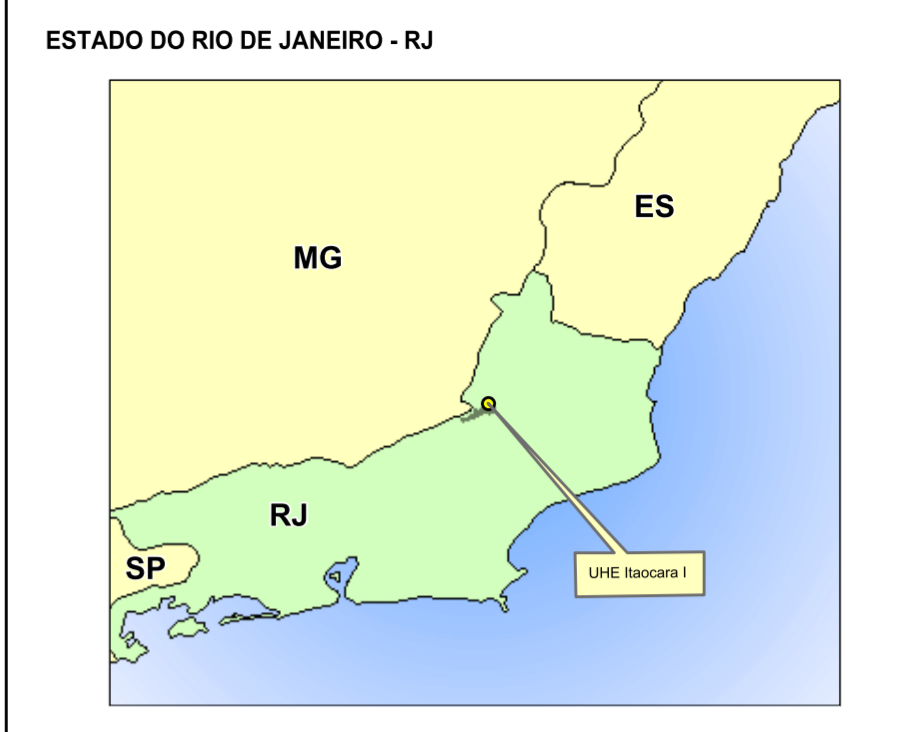 ESTADO DO RIO DE JANEIRO - RJ
ES
MG
RJ
SP
UHE Itaocara I